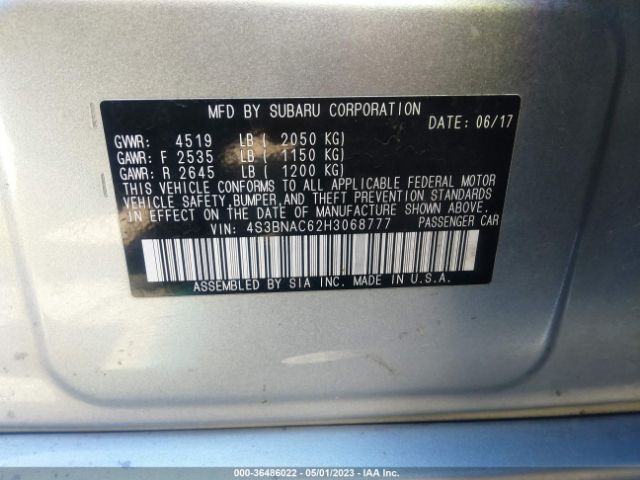 MFD BY SUBARU CORPORATION
DATE: 06/17
GVWR: 4519 LB ( 2050 KG)
GAWR: F 2535 LB ( 1150 KG)
GAWR: R 2645 LB ( 1200 KG)
THIS VEHICLE CONFORMS TO ALL APPLICABLE FEDERAL MOTOR
VEHICLE SAFETY,BUMPER,AND THEFT PREVENTION STANDARDS
IN EFFECT ON THE DATE OF MANUFACTURE SHOWN ABOVE.
VIN: 4S3BNAC62H3068777 PASSENGER CAR
ASSEMBLED BY SIA INC. MADE IN U.S.A.
000-36486022 - 05/01/2023 - IAA Inc.